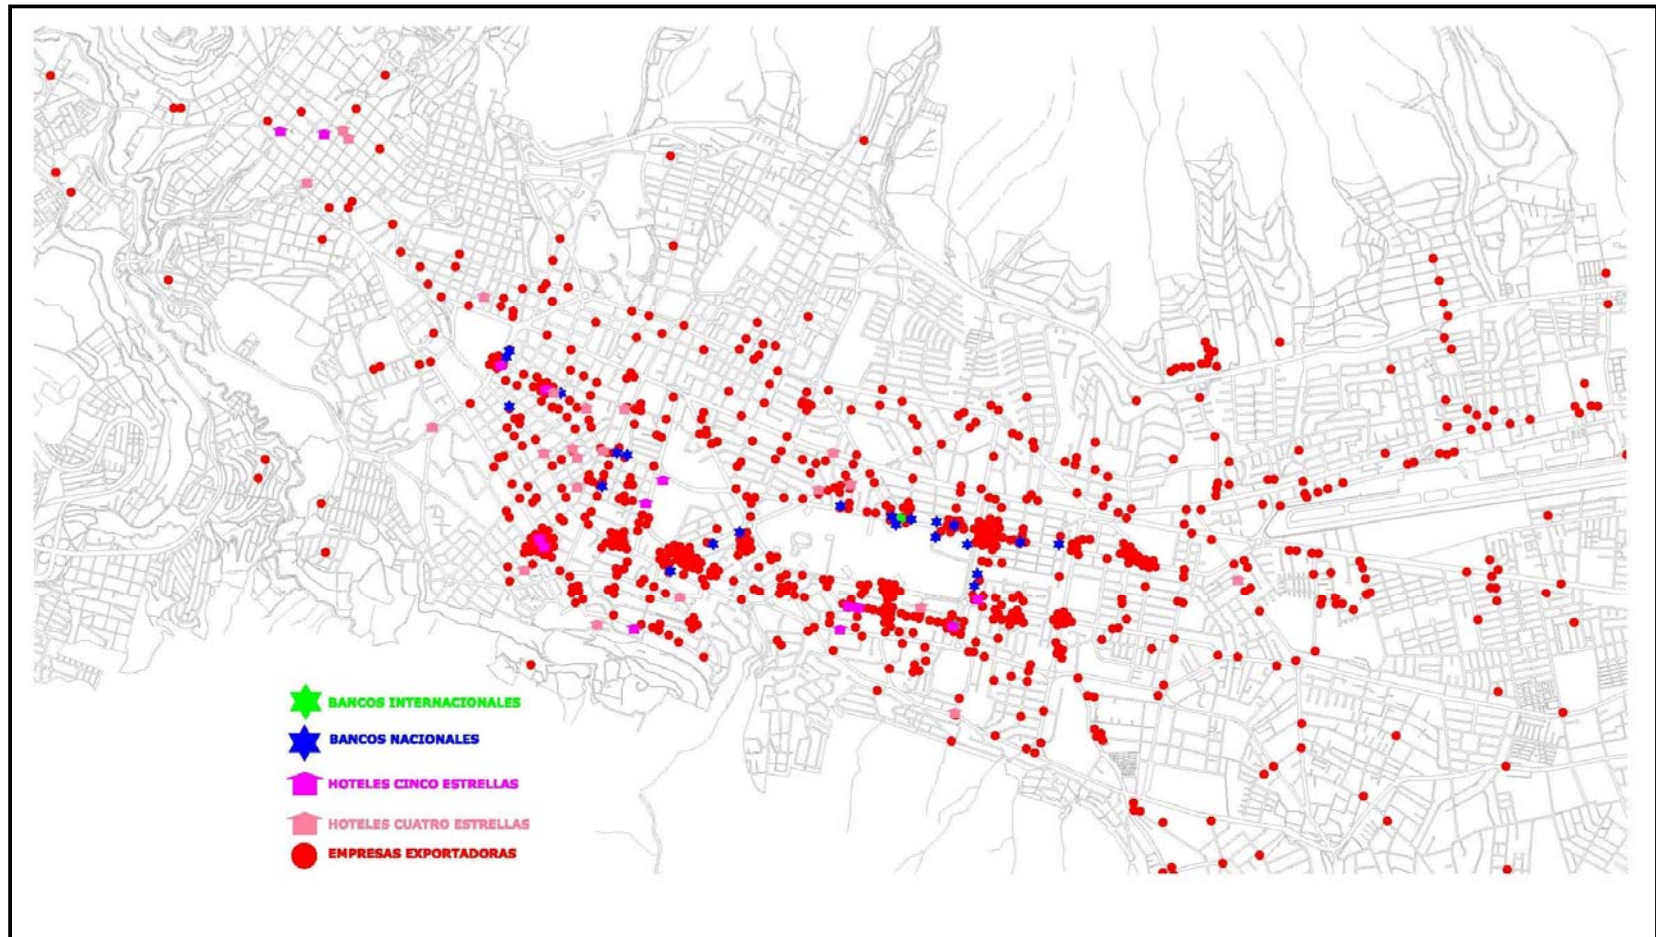 BANCOS INTERNACIONALES
BANCOS NACIONALES
HOTELES CINCO ESTRELLAS
HOTELES CUATRO ESTRELLAS
EMPRESAS EXPORTADORAS